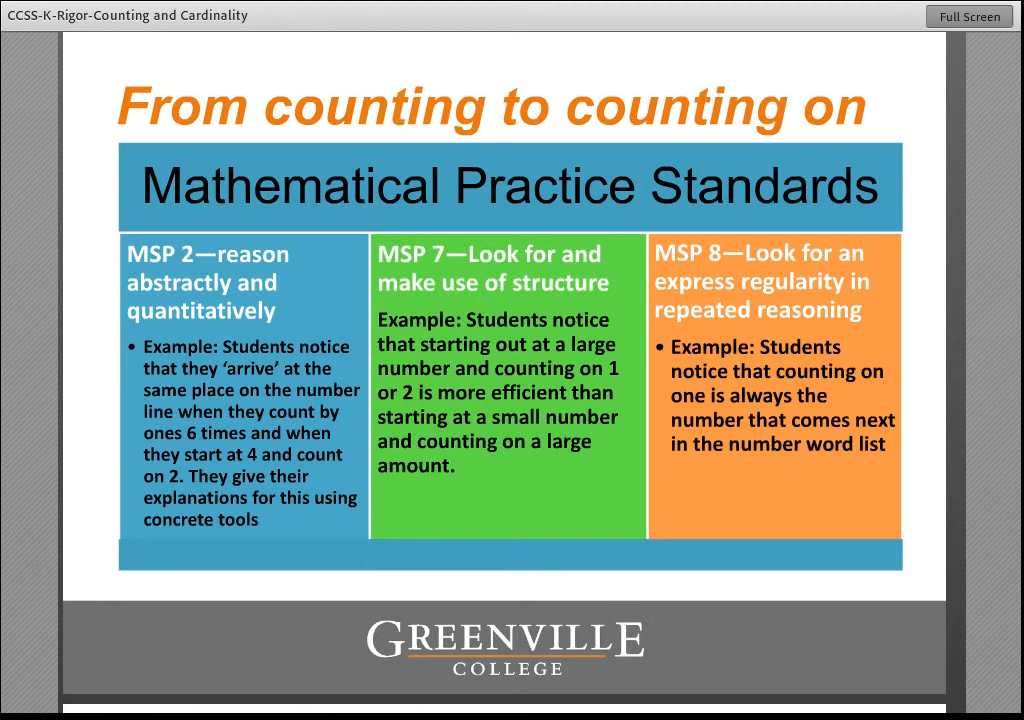 CCSS-K-Rigor-Counting and Cardinality
Full Screen
From counting to counting on
Mathematical Practice Standards
MSP 2—reason
abstractly and
quantitatively
• Example: Students notice
that they ‘arrive’ at the
same place on the number
line when they count by
ones 6 times and when
they start at 4 and count
on 2. They give their
explanations for this using
concrete tools
MSP 7—Look for and
make use of structure
Example: Students notice
that starting out at a large
number and counting on 1
or 2 is more efficient than
starting at a small number
and counting on a large
amount.
MSP 8—Look for an
express regularity in
repeated reasoning
• Example: Students
notice that counting on
one is always the
number that comes next
in the number word list
GREENVILLE
COLLEGE